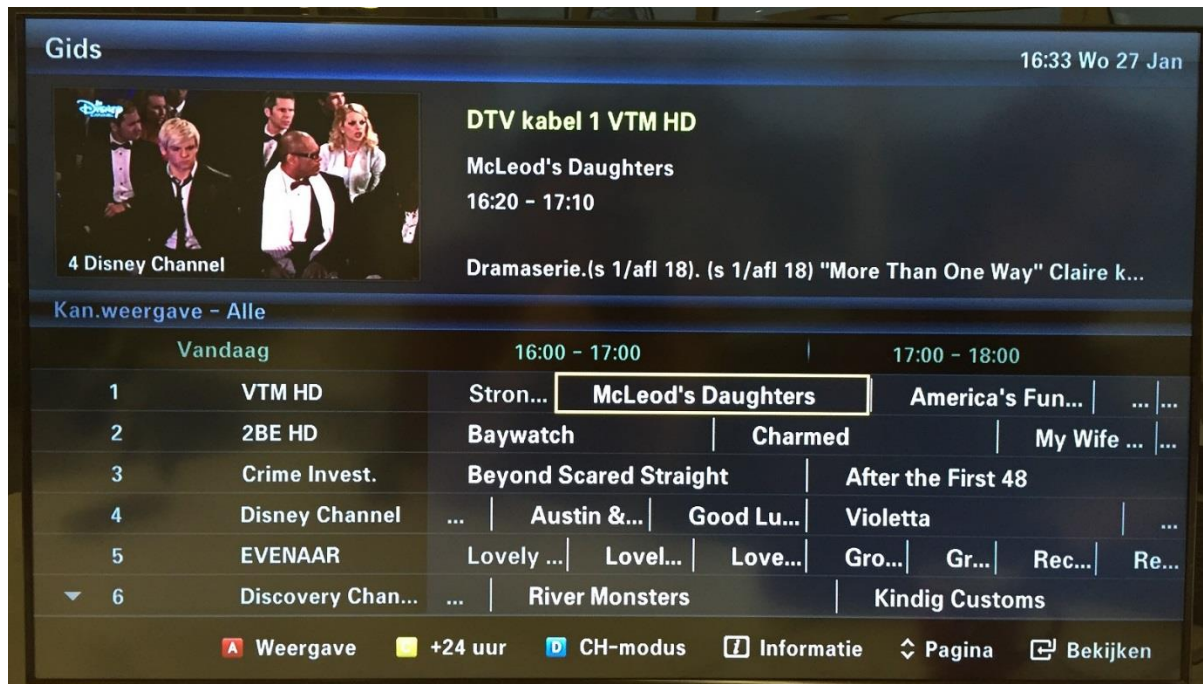 Gids
16:33 Wo 27 Jan
Disney
CHANNEL
4 Disney Channel
DTV kabel 1 VTM HD
McLeod's Daughters
16:20 - 17:10
Dramaserie.(s 1/afl 18). (s 1/afl 18) "More Than One Way" Claire k...
Kan.weergave - Alle
Vandaag 16:00 - 17:00 17:00 - 18:00
1 VTM HD Stron... McLeod's Daughters America's Fun... ... ...
2 2BE HD Baywatch Charmed My Wife ... ...
3 Crime Invest. Beyond Scared Straight After the First 48
4 Disney Channel ... Austin &... Good Lu... Violetta ...
5 EVENAAR Lovely ... Lovel... Love... Gro... Gr... Rec... Re...
6 Discovery Chan... ... River Monsters Kindig Customs
A Weergave +24 uur D CH-modus i Informatie Pagina Bekijken